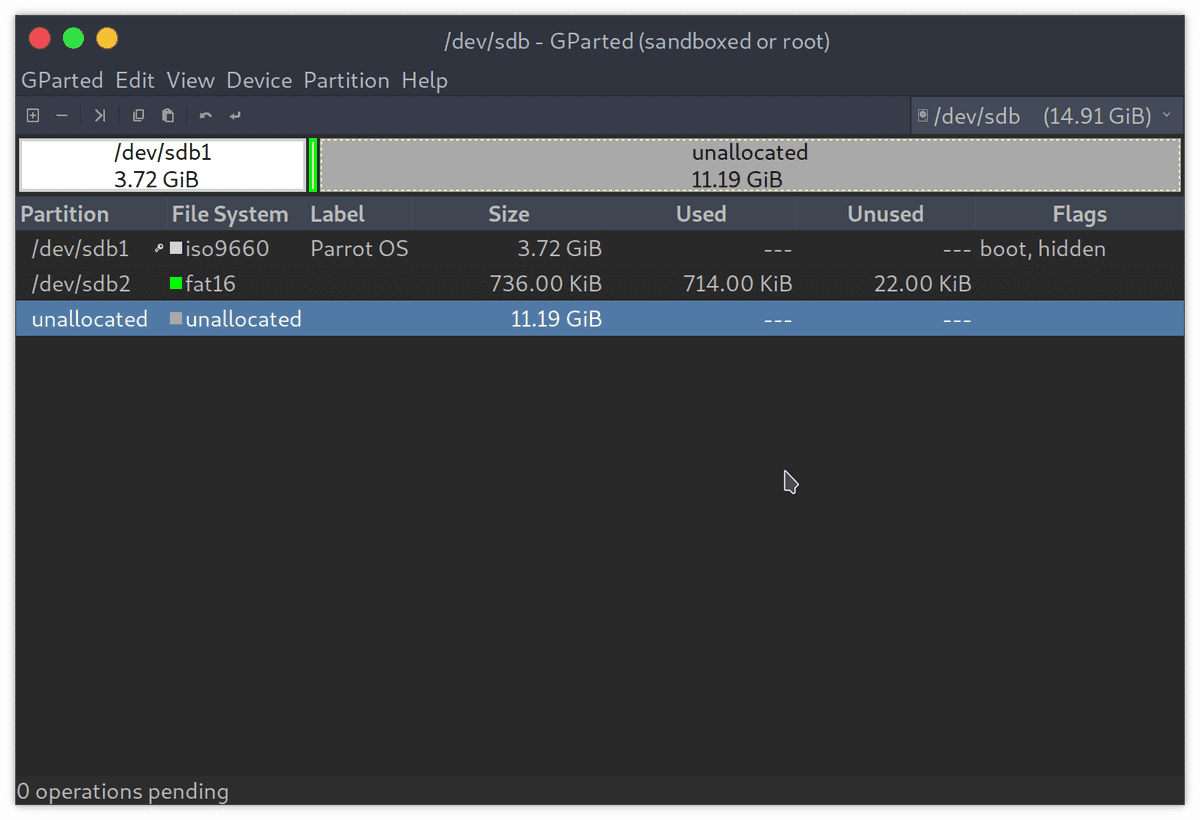 /dev/sdb - GParted (sandboxed or root)
GParted Edit View Device Partition Help
/dev/sdb (14.91 GiB)
/dev/sdb1
3.72 GiB
unallocated
11.19 GiB
Partition File System Label Size Used Unused Flags
/dev/sdb1 iso9660 Parrot OS 3.72 GiB --- --- boot, hidden
/dev/sdb2 fat16 736.00 KiB 714.00 KiB 22.00 KiB
unallocated unallocated 11.19 GiB --- ---
0 operations pending